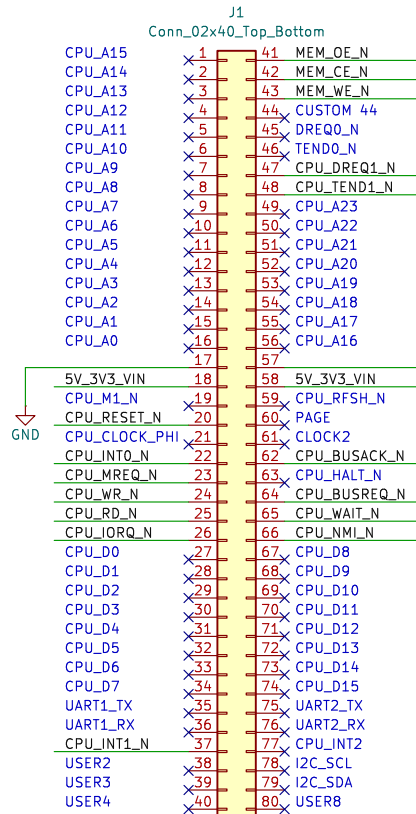 J1
Conn_02x40_Top_Bottom
CPU_A15 1 41 MEM_OE_N
CPU_A14 2 42 MEM_CE_N
CPU_A13 3 43 MEM_WE_N
CPU_A12 4 44 CUSTOM 44
CPU_A11 5 45 DREQ0_N
CPU_A10 6 46 TEND0_N
CPU_A9 7 47 CPU_DREQ1_N
CPU_A8 8 48 CPU_TEND1_N
CPU_A7 9 49 CPU_A23
CPU_A6 10 50 CPU_A22
CPU_A5 11 51 CPU_A21
CPU_A4 12 52 CPU_A20
CPU_A3 13 53 CPU_A19
CPU_A2 14 54 CPU_A18
CPU_A1 15 55 CPU_A17
CPU_A0 16 56 CPU_A16
17 57
5V_3V3_VIN 18 58 5V_3V3_VIN
CPU_M1_N 19 59 CPU_RFSH_N
CPU_RESET_N 20 60 PAGE
GND
CPU_CLOCK_PHI 21 61 CLOCK2
CPU_INT0_N 22 62 CPU_BUSACK_N
CPU_MREQ_N 23 63 CPU_HALT_N
CPU_WR_N 24 64 CPU_BUSREQ_N
CPU_RD_N 25 65 CPU_WAIT_N
CPU_IORQ_N 26 66 CPU_NMI_N
CPU_D0 27 67 CPU_D8
CPU_D1 28 68 CPU_D9
CPU_D2 29 69 CPU_D10
CPU_D3 30 70 CPU_D11
CPU_D4 31 71 CPU_D12
CPU_D5 32 72 CPU_D13
CPU_D6 33 73 CPU_D14
CPU_D7 34 74 CPU_D15
UART1_TX 35 75 UART2_TX
UART1_RX 36 76 UART2_RX
CPU_INT1_N 37 77 CPU_INT2
USER2 38 78 I2C_SCL
USER3 39 79 I2C_SDA
USER4 40 80 USER8